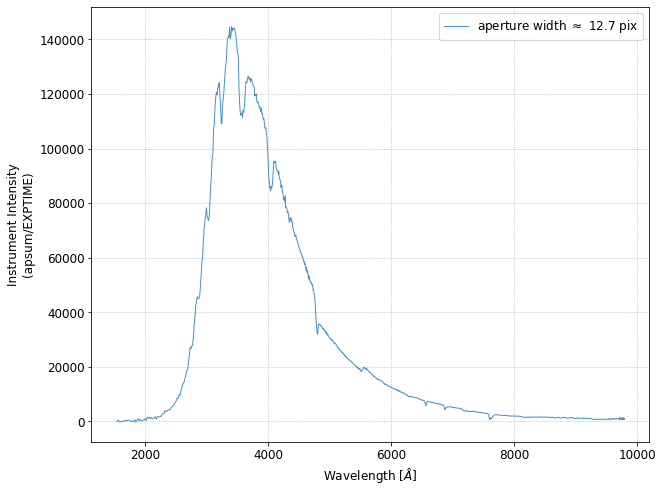 aperture width ≈ 12.7 pix
140000
120000
100000
80000
60000
40000
20000
0
Instrument Intensity
(apsum/EXPTIME)
2000 4000 6000 8000 10000
Wavelength [Å]